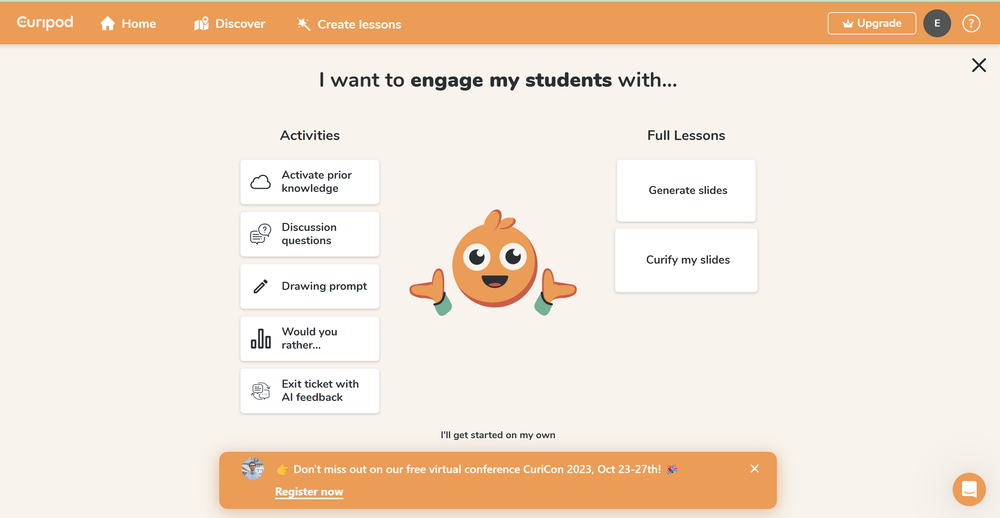 Curipod
Home
Discover
Create lessons
Upgrade
E
?
I want to engage my students with...
Activities
Activate prior
knowledge
?
Discussion
questions
Drawing prompt
Would you
rather...
Exit ticket with
AI feedback
Full Lessons
Generate slides
Curify my slides
I'll get started on my own
👉 Don't miss out on our free virtual conference CuriCon 2023, Oct 23-27th! 🎉
Register now